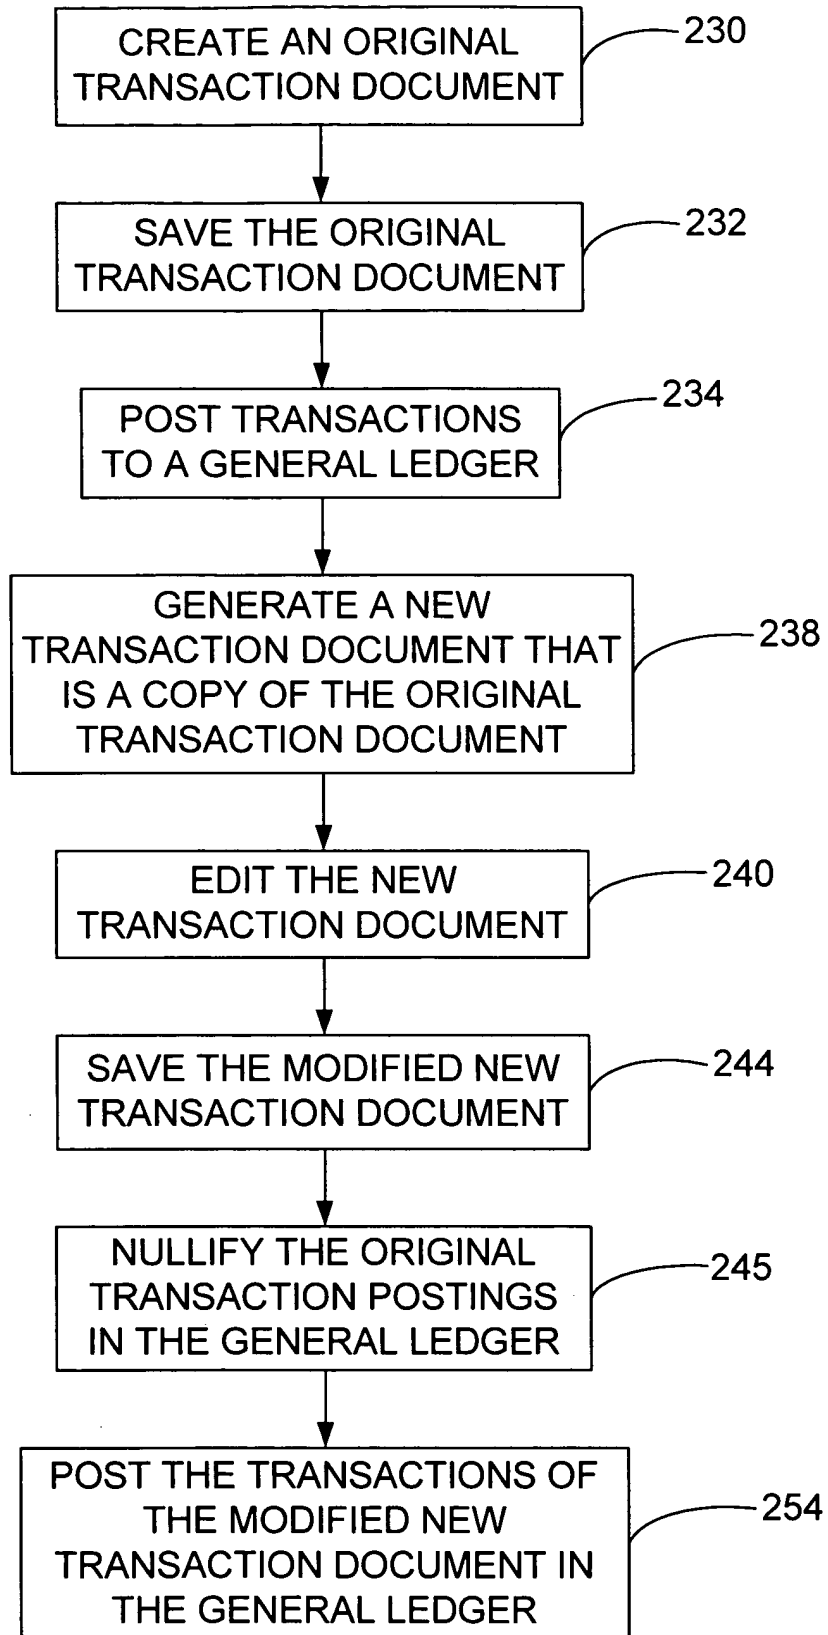 CREATE AN ORIGINAL
TRANSACTION DOCUMENT
230
SAVE THE ORIGINAL
TRANSACTION DOCUMENT
232
POST TRANSACTIONS
TO A GENERAL LEDGER
234
GENERATE A NEW
TRANSACTION DOCUMENT THAT
IS A COPY OF THE ORIGINAL
TRANSACTION DOCUMENT
238
EDIT THE NEW
TRANSACTION DOCUMENT
240
SAVE THE MODIFIED NEW
TRANSACTION DOCUMENT
244
NULLIFY THE ORIGINAL
TRANSACTION POSTINGS
IN THE GENERAL LEDGER
245
POST THE TRANSACTIONS OF
THE MODIFIED NEW
TRANSACTION DOCUMENT IN
THE GENERAL LEDGER
254